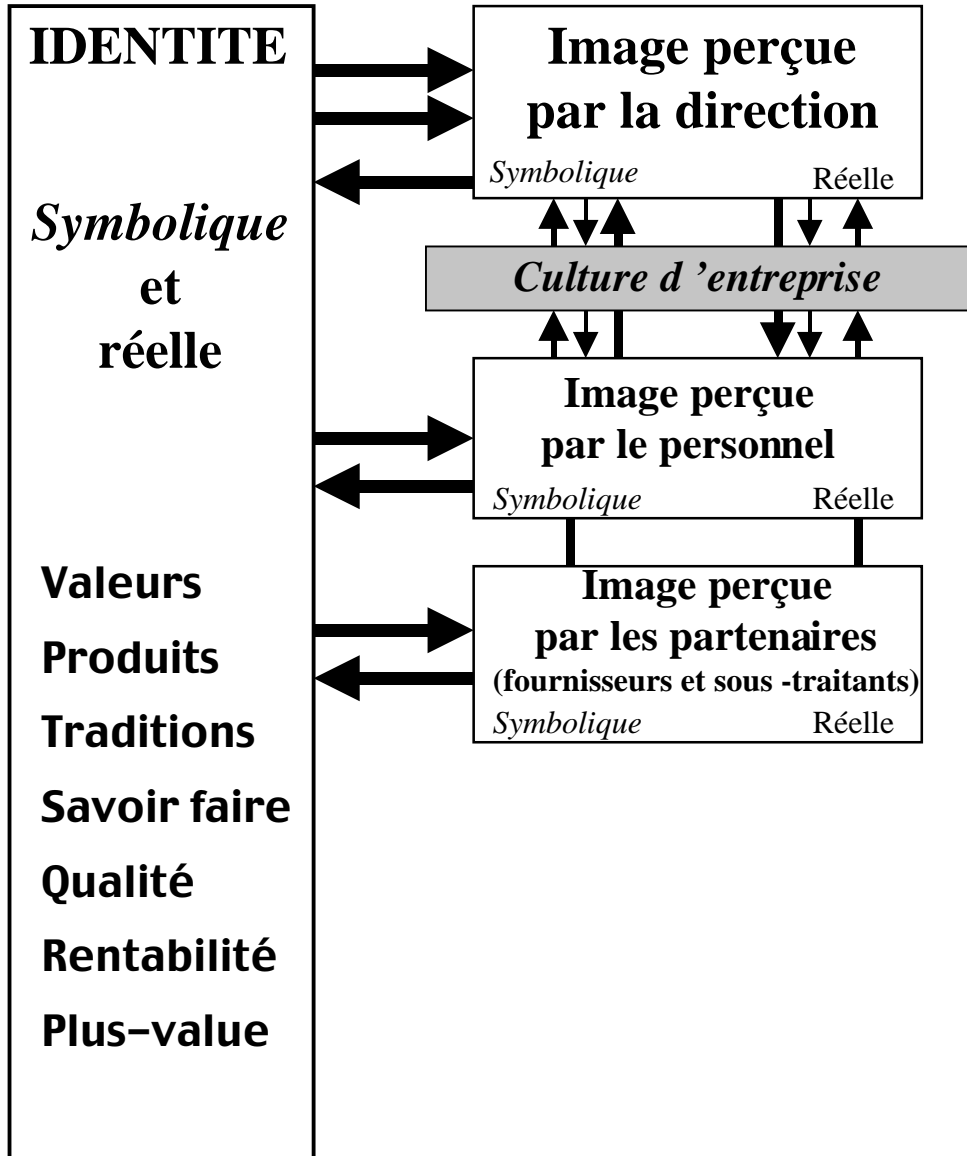 IDENTITE
Symbolique
et
réelle
Valeurs
Produits
Traditions
Savoir faire
Qualité
Rentabilité
Plus-value
Image perçue
par la direction
Symbolique Réelle
Culture d ’entreprise
Image perçue
par le personnel
Symbolique Réelle
Image perçue
par les partenaires
(fournisseurs et sous -traitants)
Symbolique Réelle